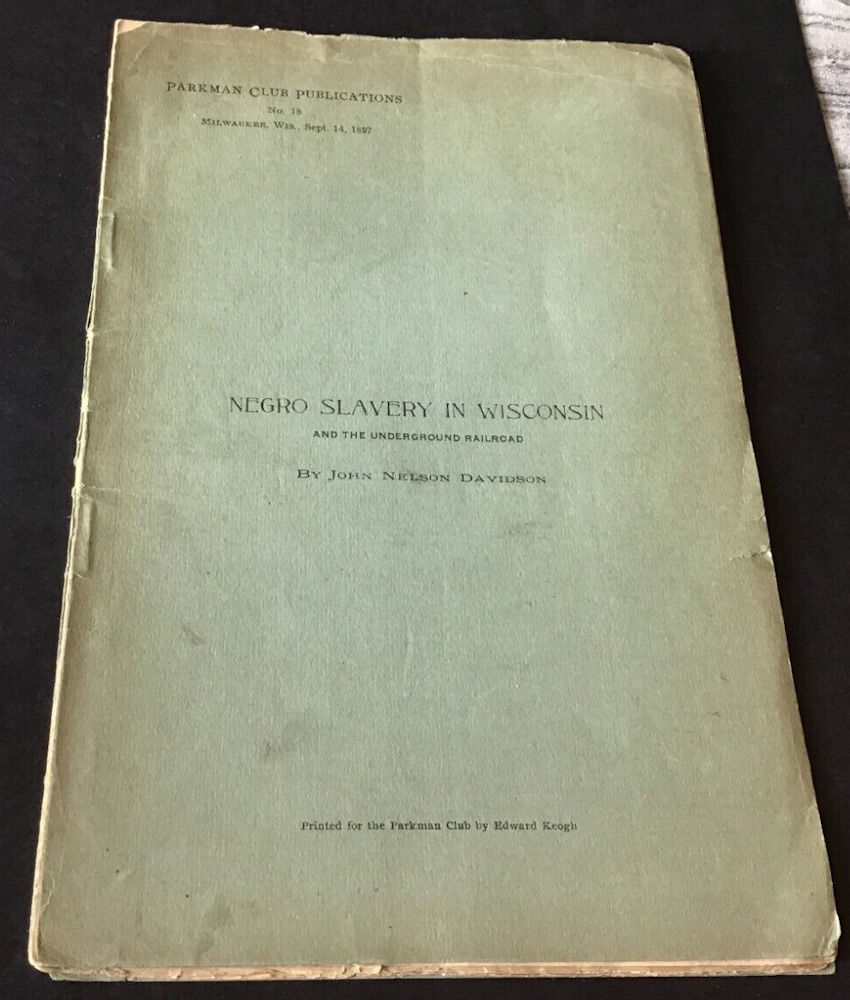 PARKMAN CLUB PUBLICATIONS
No. 18
MILWAUKEE, WIS., Sept. 14, 1897
NEGRO SLAVERY IN WISCONSIN
AND THE UNDERGROUND RAILROAD
BY JOHN NELSON DAVIDSON
Printed for the Parkman Club by Edward Keogh